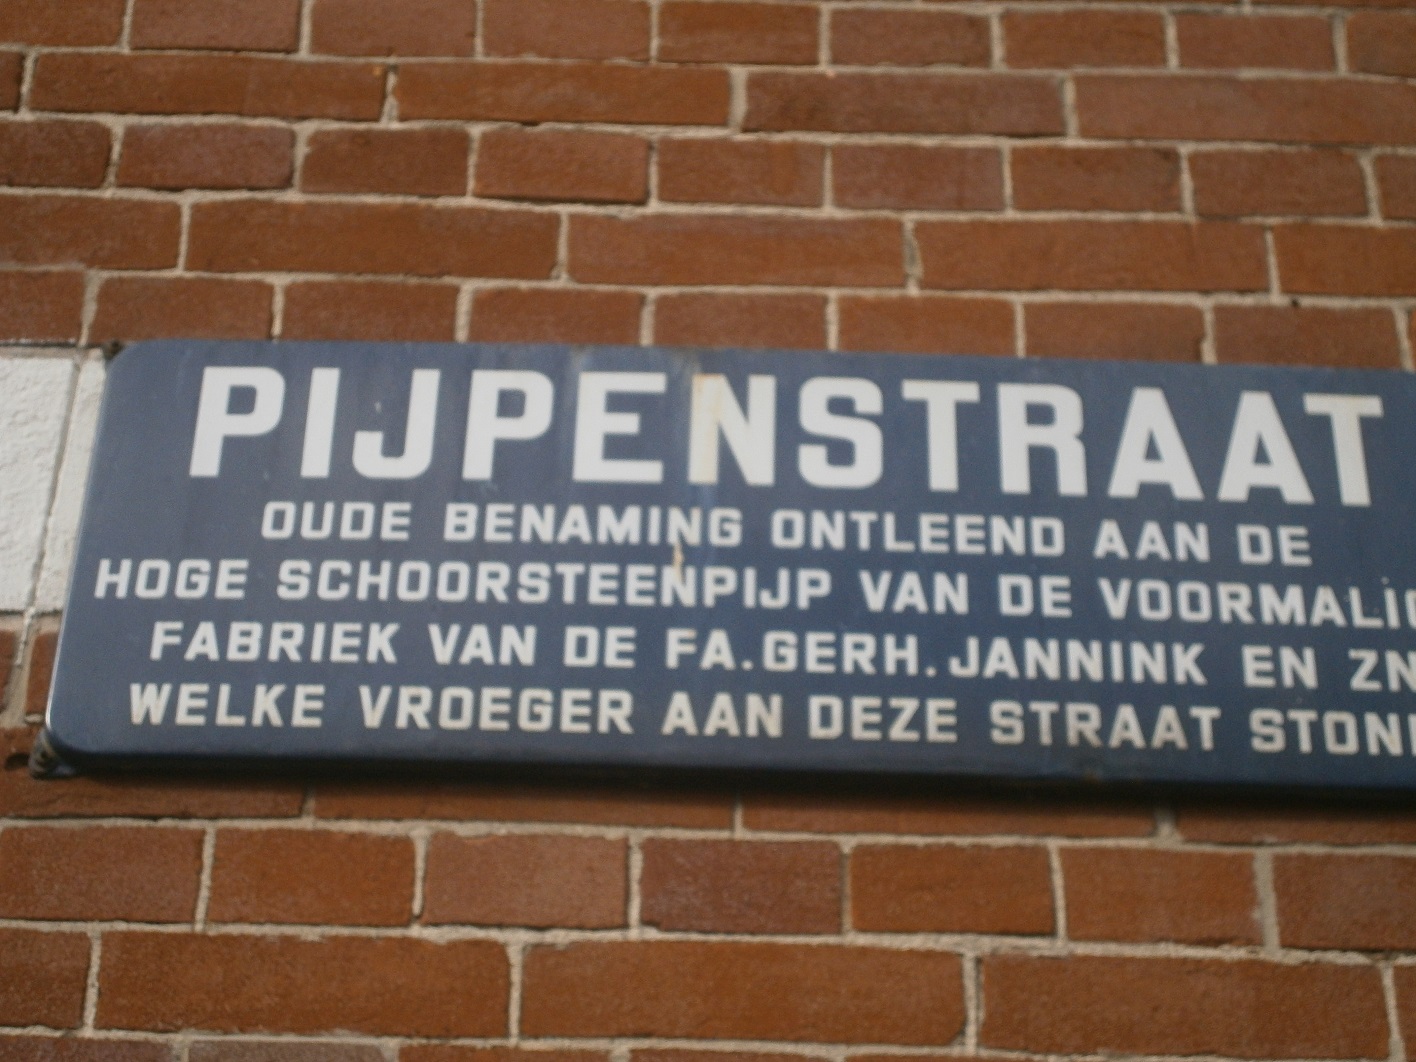 PIJPENSTRAAT
OUDE BENAMING ONTLEEND AAN DE
HOGE SCHOORSTEENPIJP VAN DE
FABRIEK VAN DE FA. GERH. JANNINK EN
WELKE VROEGER AAN DEZE STRAAT